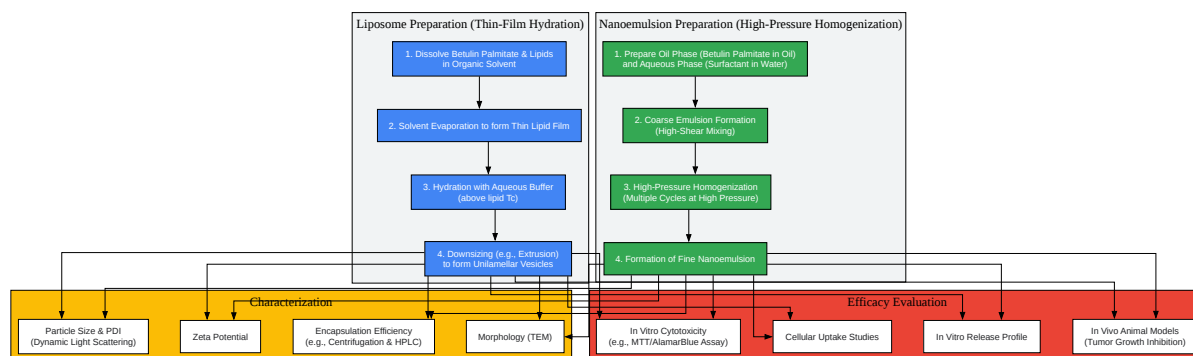 Liposome Preparation (Thin-Film Hydration)
Nanoemulsion Preparation (High-Pressure Homogenization)
1. Dissolve Betulin Palmitate & Lipids
in Organic Solvent
1. Prepare Oil Phase (Betulin Palmitate in Oil)
and Aqueous Phase (Surfactant in Water)
2. Solvent Evaporation to form Thin Lipid Film
2. Coarse Emulsion Formation
(High-Shear Mixing)
3. Hydration with Aqueous Buffer
(above lipid Tc)
3. High-Pressure Homogenization
(Multiple Cycles at High Pressure)
4. Downsizing (e.g., Extrusion)
to form Unilamellar Vesicles
4. Formation of Fine Nanoemulsion
Characterization
Efficacy Evaluation
Particle Size & PDI
(Dynamic Light Scattering)
Zeta Potential
Encapsulation Efficiency
(e.g., Centrifugation & HPLC)
Morphology (TEM)
In Vitro Cytotoxicity
(e.g., MTT/AlamarBlue Assay)
Cellular Uptake Studies
In Vitro Release Profile
In Vivo Animal Models
(Tumor Growth Inhibition)